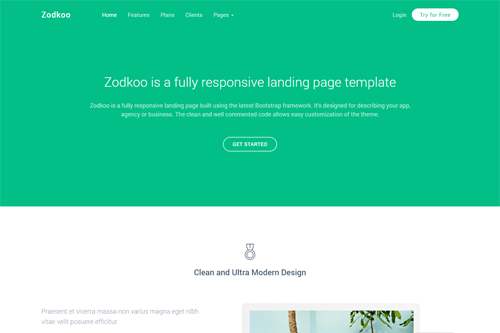 Zodkoo Home Features Plans Clients Pages Login Try for Free
Zodkoo is a fully responsive landing page template
Zodkoo is a fully responsive landing page built using the latest Bootstrap framework. It's designed for describing your app,
agency or business. The clean and well commented code allows easy customization of the theme.
GET STARTED
Clean and Ultra Modern Design
Praesent et viverra massa non varius magna eget nibh
vitae velit posuere efficitur